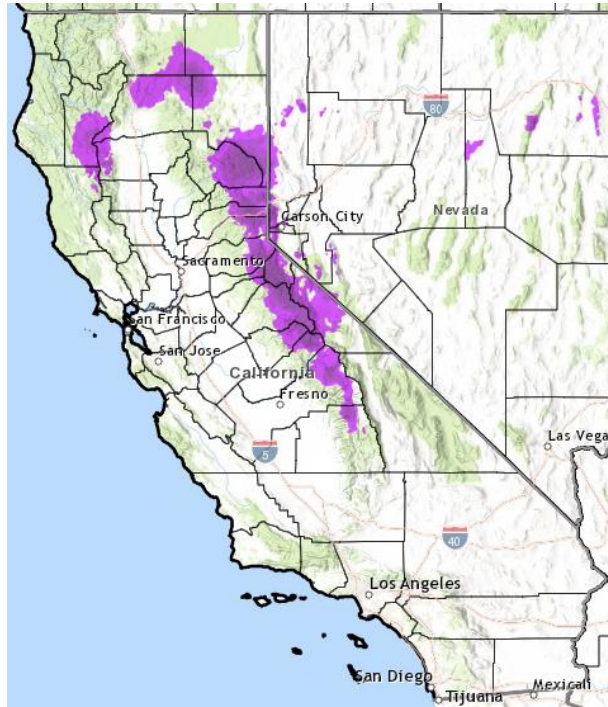 80
Carson City
Nevada
Sacramento
San Francisco
San Jose
California
Fresno
5
Las Vega
40
Los Angeles
San Diego
Tijuana
Mexicali